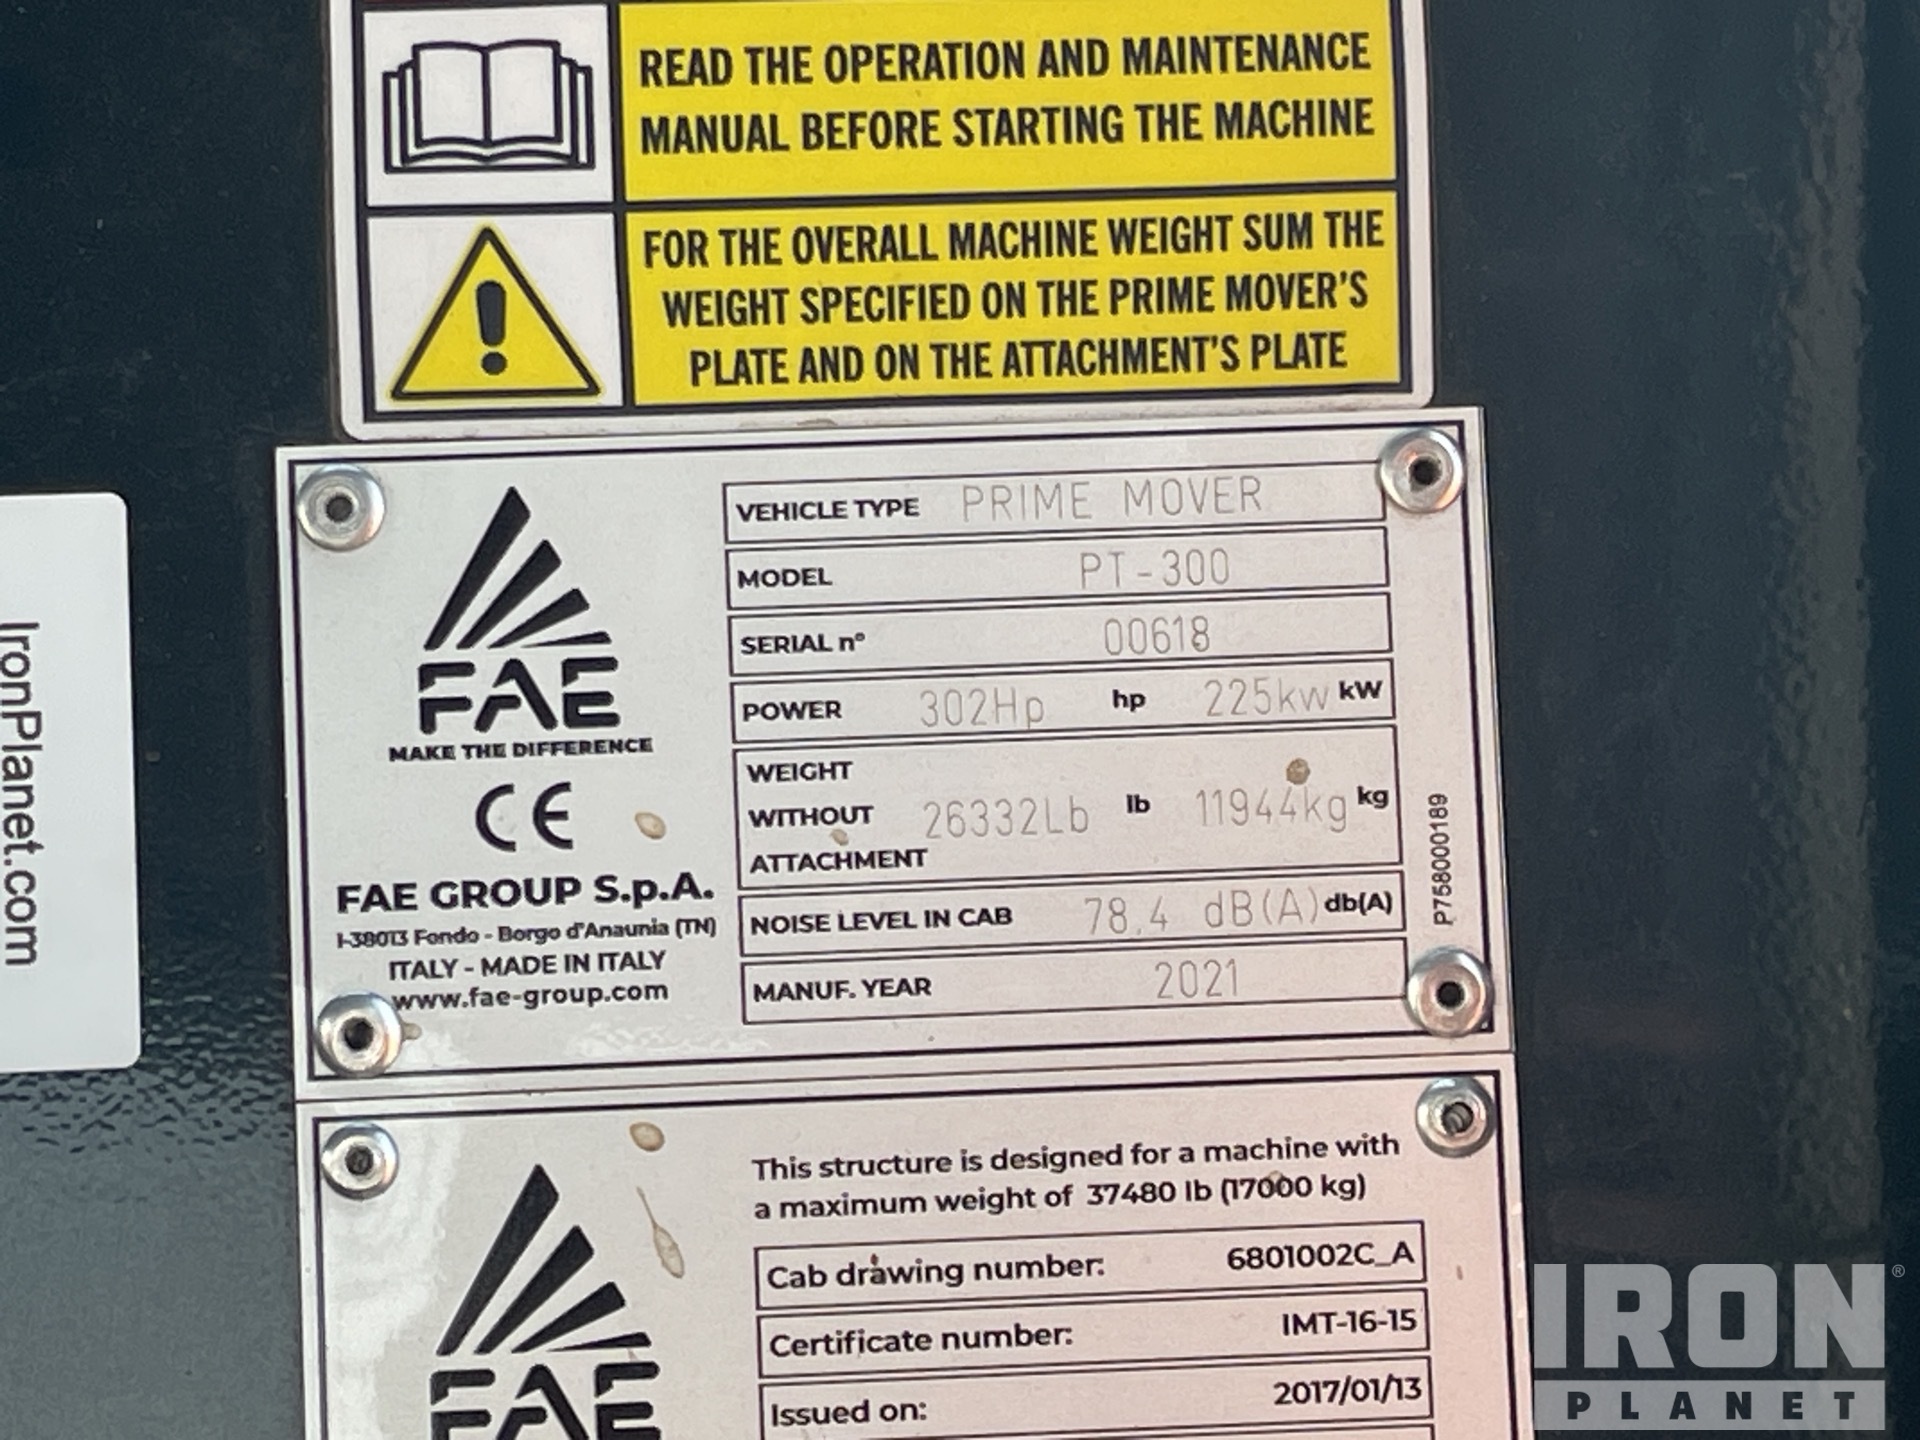 READ THE OPERATION AND MAINTENANCE
MANUAL BEFORE STARTING THE MACHINE
FOR THE OVERALL MACHINE WEIGHT SUM THE
WEIGHT SPECIFIED ON THE PRIME MOVER'S
PLATE AND ON THE ATTACHMENT'S PLATE
IronPlanet.com
FAE
MAKE THE DIFFERENCE
CE
FAE GROUP S.p.A.
I-38013 Fondo - Borgo d'Anaunia (TN)
ITALY - MADE IN ITALY
www.fae-group.com
VEHICLE TYPE PRIME MOVER
MODEL PT-300
SERIAL n° 00618
POWER 302Hp hp 225kw kW
WEIGHT
WITHOUT 26332Lb lb 11944kg kg
ATTACHMENT
NOISE LEVEL IN CAB 78.4 dB(A) db(A)
MANUF. YEAR 2021
P758000189
FAE
This structure is designed for a machine with
a maximum weight of 37480 lb (17000 kg)
Cab drawing number: 6801002C_A
Certificate number: IMT-16-15
Issued on: 2017/01/13
IRON ®
PLANET